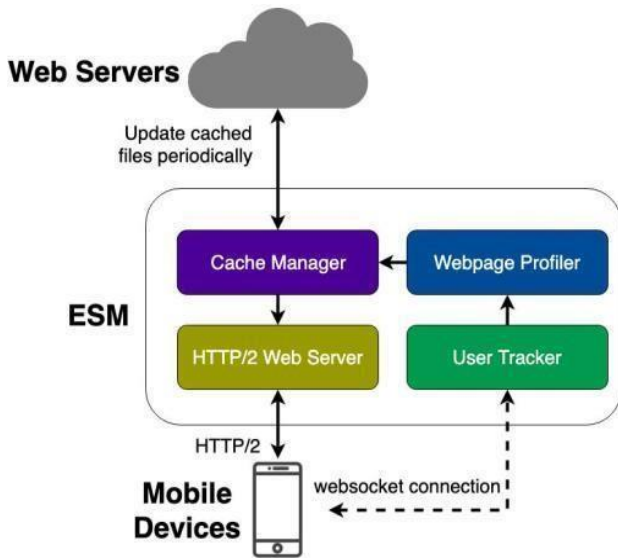 Web Servers
Update cached
files periodically
Cache Manager
Webpage Profiler
ESM
HTTP/2 Web Server
User Tracker
HTTP/2
websocket connection
Mobile
Devices